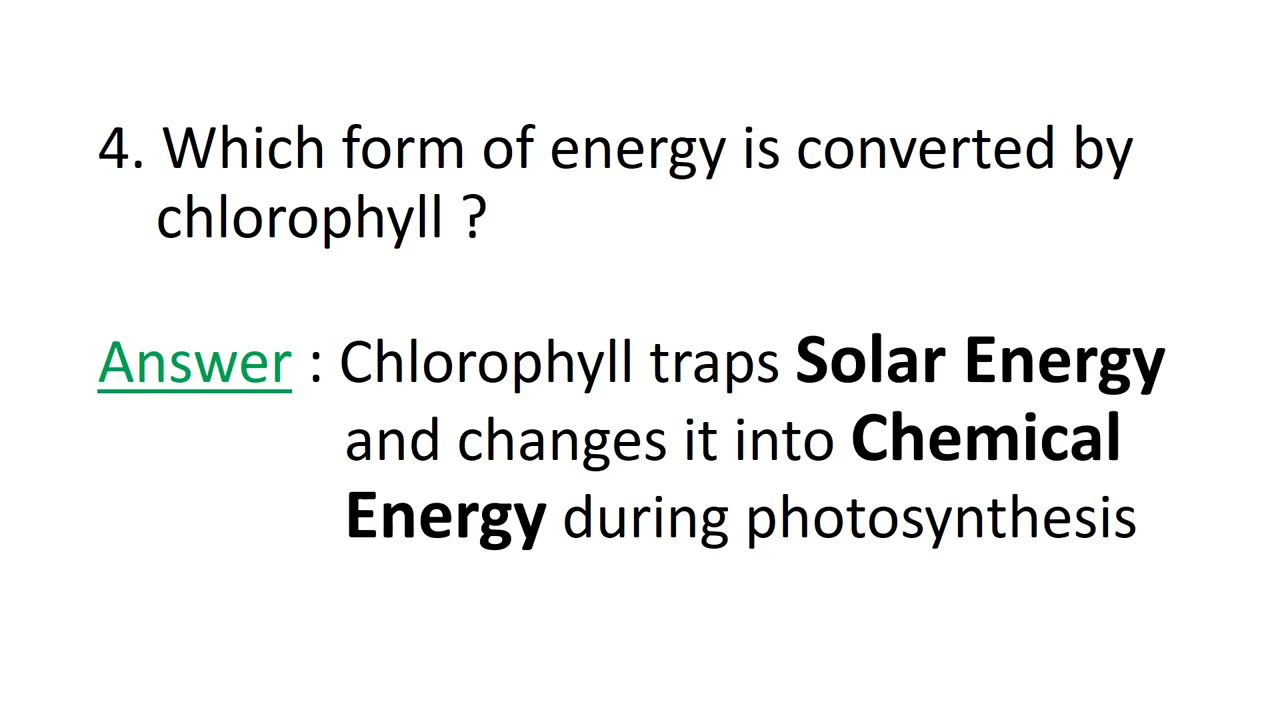 4. Which form of energy is converted by
chlorophyll ?
Answer : Chlorophyll traps Solar Energy
and changes it into Chemical
Energy during photosynthesis